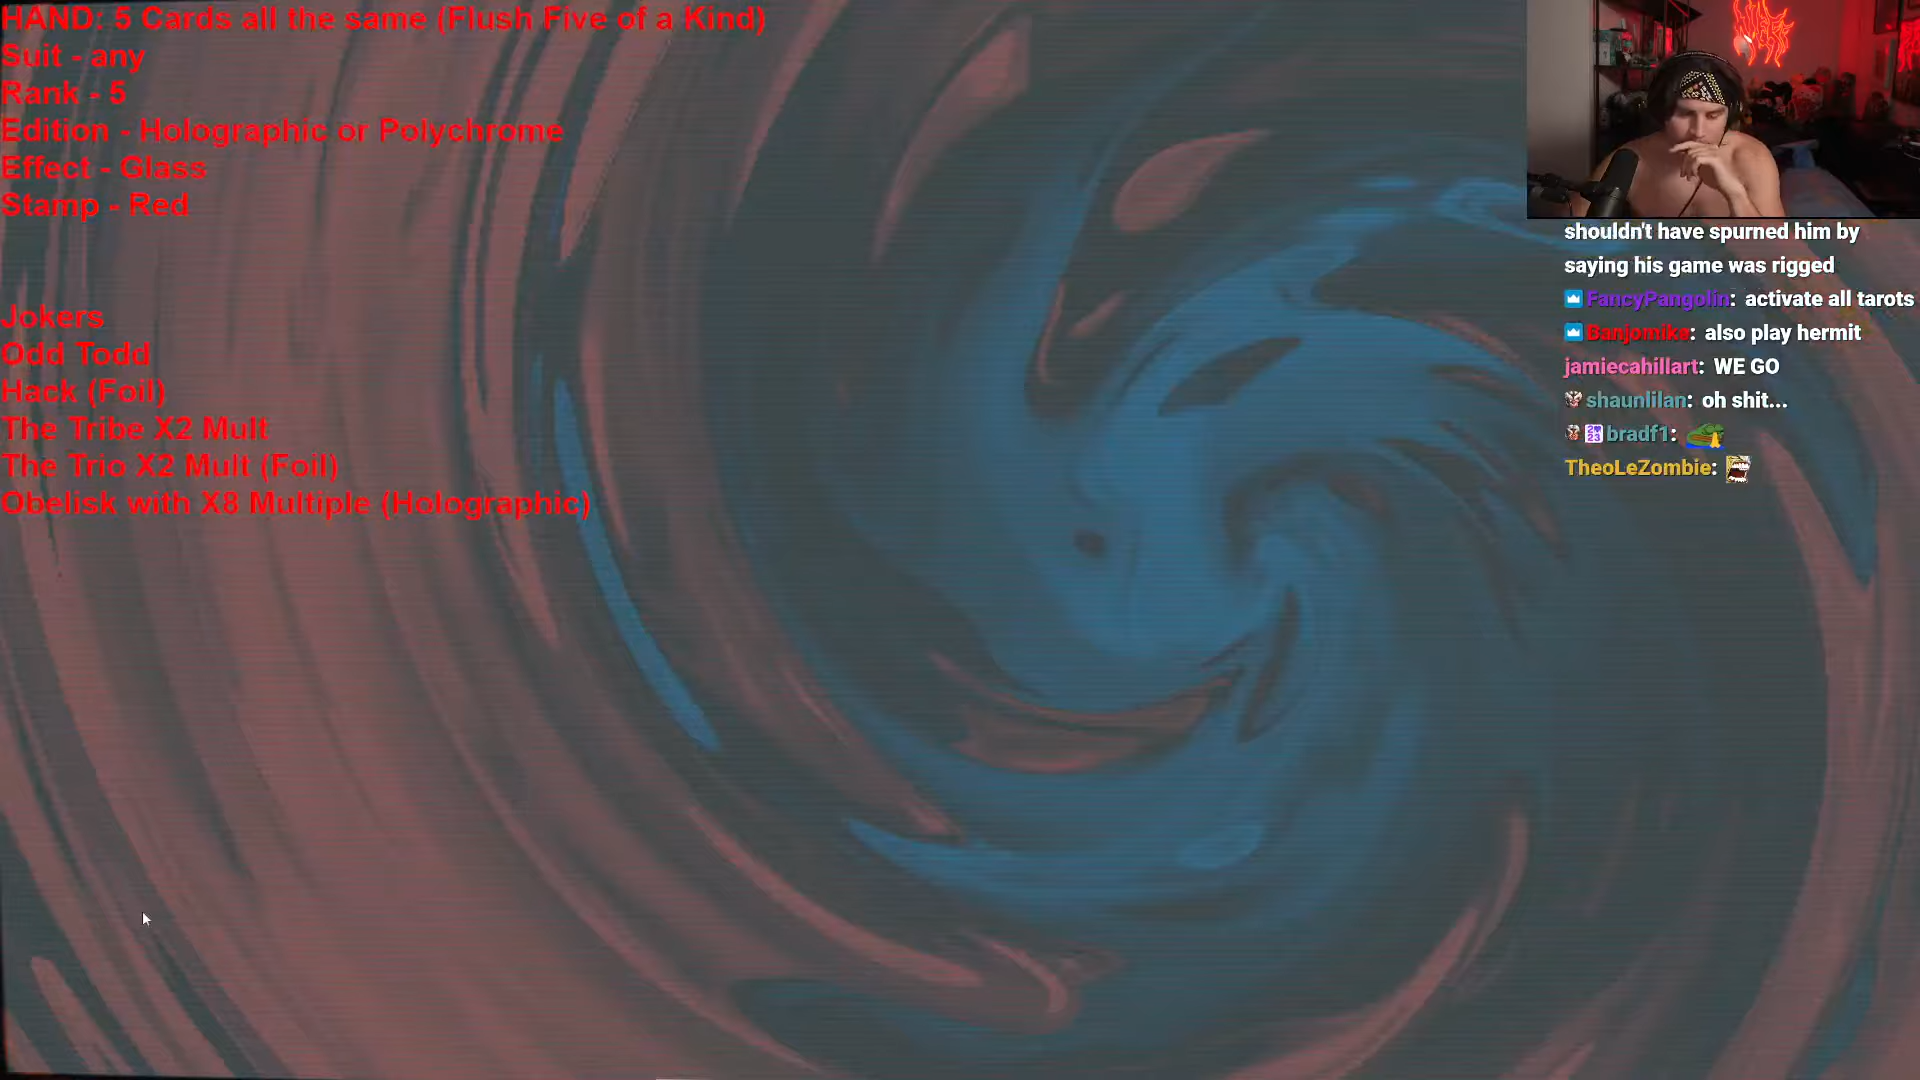 HAND: 5 Cards all the same (Flush Five of a Kind)
Suit - any
Rank - 5
Edition - Holographic or Polychrome
Effect - Glass
Stamp - Red
Jokers
Odd Todd
Hack (Foil)
The Tribe X2 Mult
The Trio X2 Mult (Foil)
Obelisk with X8 Multiple (Holographic)
shouldn't have spurned him by
saying his game was rigged
FancyPangolin: activate all tarots
Banjomike: also play hermit
jamiecahillart: WE GO
shaunlilan: oh shit...
bradf1:
TheoLeZombie: